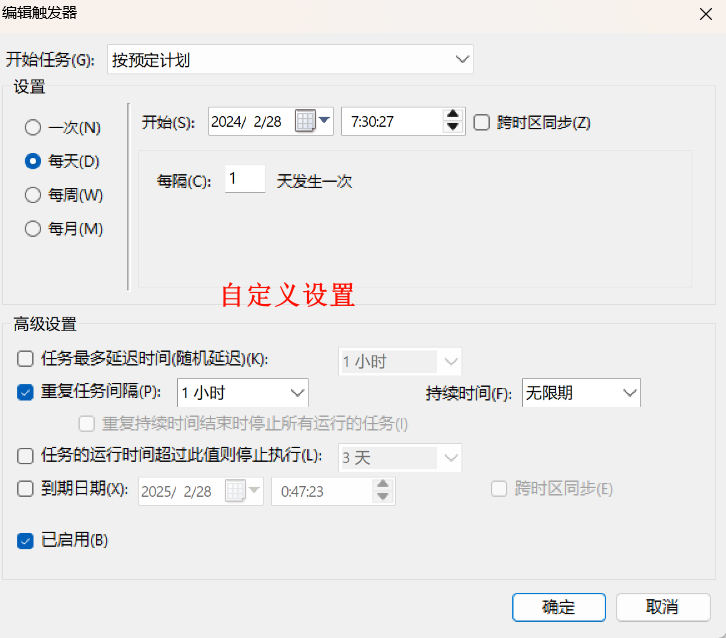 编辑触发器
开始任务(G): 按预定计划
设置
一次(N)
每天(D)
每周(W)
每月(M)
开始(S): 2024/ 2/28 7:30:27 跨时区同步(Z)
每隔(C): 1 天发生一次
自定义设置
高级设置
任务最多延迟时间(随机延迟)(K): 1 小时
重复任务间隔(P): 1 小时 持续时间(F): 无限期
重复持续时间结束时停止所有运行的任务(I)
任务的运行时间超过此值则停止执行(L): 3 天
到期日期(X): 2025/ 2/28 0:47:23 跨时区同步(E)
已启用(B)
确定 取消